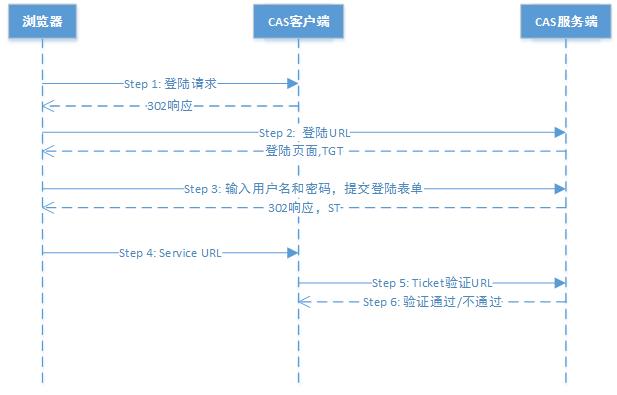 浏览器
CAS客户端
CAS服务端
Step 1: 登陆请求
302响应
Step 2:  登陆URL
登陆页面,TGT
Step 3: 输入用户名和密码，提交登陆表单
302响应，ST
Step 4: Service URL
Step 5: Ticket验证URL
Step 6: 验证通过/不通过